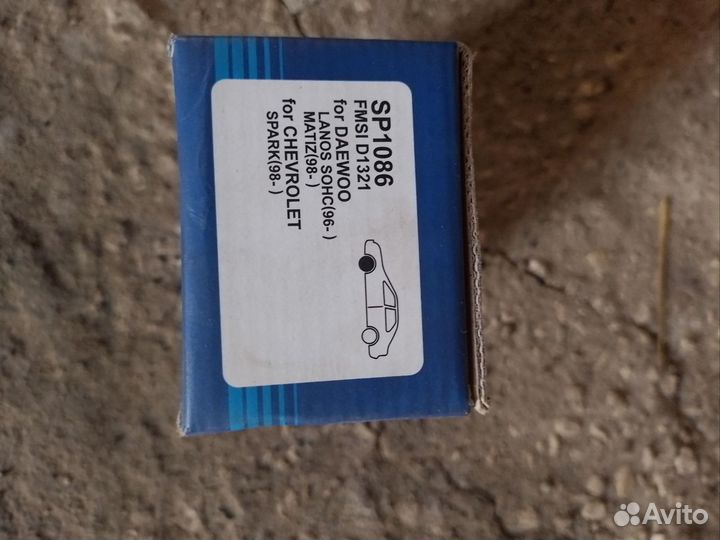 SP1086
FMSI D1321
for DAEWOO
LANOS SOHC(96- )
MATIZ(98- )
for CHEVROLET
SPARK(98- )
Avito